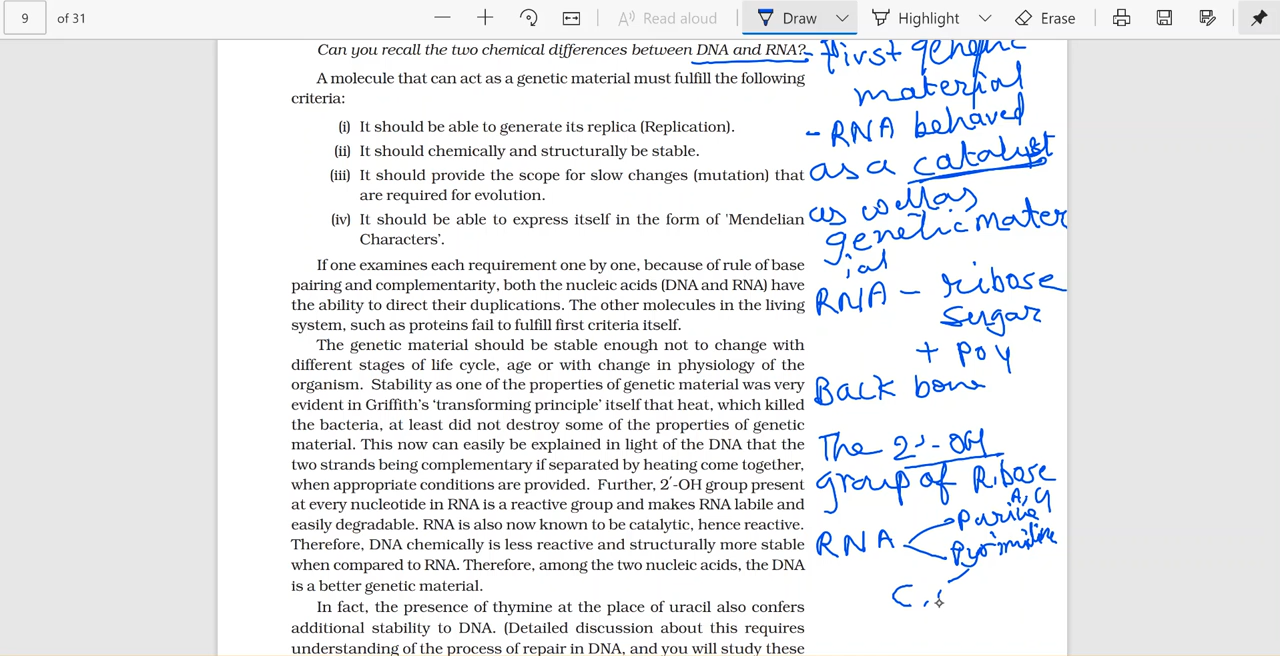 9 of 31 Read aloud Draw Highlight Erase
Can you recall the two chemical differences between DNA and RNA?
A molecule that can act as a genetic material must fulfill the following
criteria:
(i) It should be able to generate its replica (Replication).
(ii) It should chemically and structurally be stable.
(iii) It should provide the scope for slow changes (mutation) that
are required for evolution.
(iv) It should be able to express itself in the form of 'Mendelian
Characters'.
If one examines each requirement one by one, because of rule of base
pairing and complementarity, both the nucleic acids (DNA and RNA) have
the ability to direct their duplications. The other molecules in the living
system, such as proteins fail to fulfill first criteria itself.
The genetic material should be stable enough not to change with
different stages of life cycle, age or with change in physiology of the
organism. Stability as one of the properties of genetic material was very
evident in Griffith's 'transforming principle' itself that heat, which killed
the bacteria, at least did not destroy some of the properties of genetic
material. This now can easily be explained in light of the DNA that the
two strands being complementary if separated by heating come together,
when appropriate conditions are provided. Further, 2'-OH group present
at every nucleotide in RNA is a reactive group and makes RNA labile and
easily degradable. RNA is also now known to be catalytic, hence reactive.
Therefore, DNA chemically is less reactive and structurally more stable
when compared to RNA. Therefore, among the two nucleic acids, the DNA
is a better genetic material.
In fact, the presence of thymine at the place of uracil also confers
additional stability to DNA. (Detailed discussion about this requires
understanding of the process of repair in DNA, and you will study these
- First genetic
material
- RNA behaved
as a catalyst
as well as
genetic mater
ial
RNA - ribose
sugar
+ Poy
Back bone
The 2'-OH
group of Ribose
A, G
RNA Purine
C,